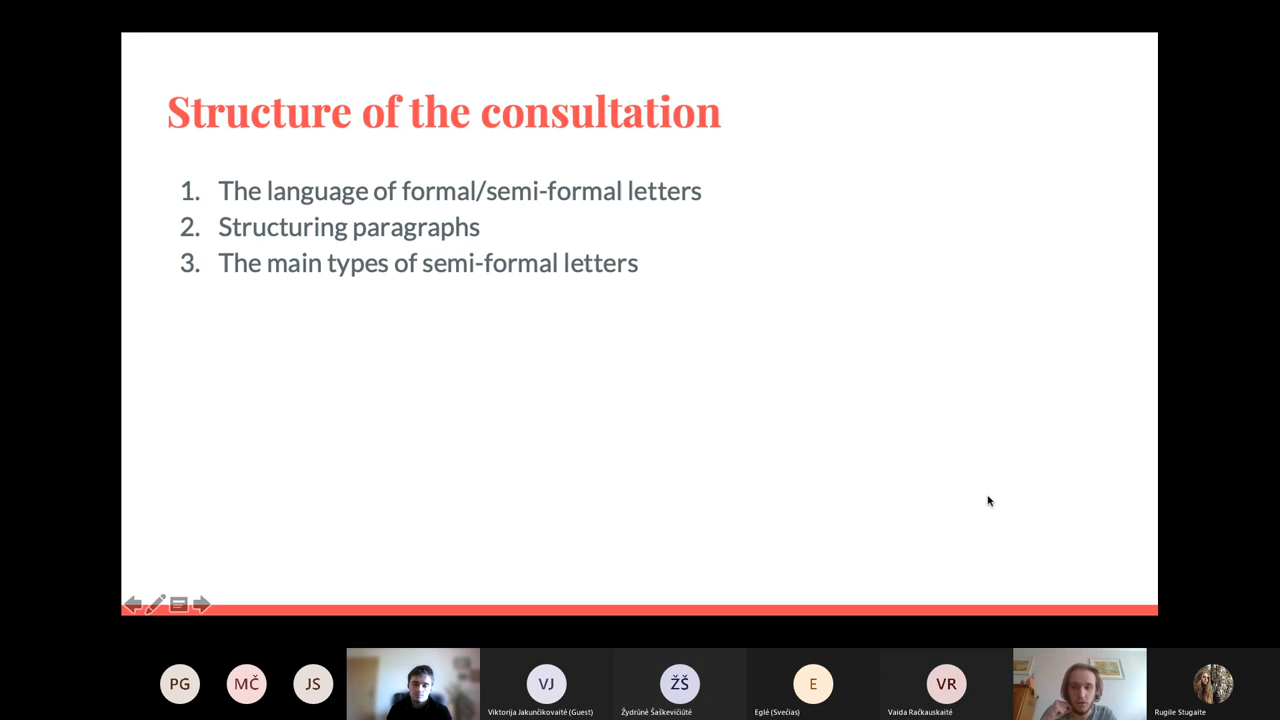 Structure of the consultation
1. The language of formal/semi-formal letters
2. Structuring paragraphs
3. The main types of semi-formal letters
PG
MČ
JS
VJ
Viktorija Jakunčikovaitė (Guest)
ŽŠ
Žydrūnė Šaškevičiūtė
E
Eglė (Svečias)
VR
Vaida Račkauskaitė
Rugile Stugaite